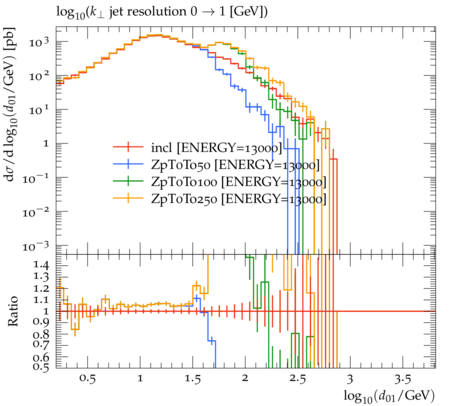 log₁₀(k⊥ jet resolution 0 → 1 [GeV])
dσ/d log₁₀(d₀₁/GeV) [pb]
10³
10²
10¹
1
10⁻¹
10⁻²
10⁻³
incl [ENERGY=13000]
ZpToTo50 [ENERGY=13000]
ZpToTo100 [ENERGY=13000]
ZpToTo250 [ENERGY=13000]
Ratio
1.4
1.3
1.2
1.1
1
0.9
0.8
0.7
0.6
0.5
0.5 1 1.5 2 2.5 3 3.5
log₁₀(d₀₁/GeV)